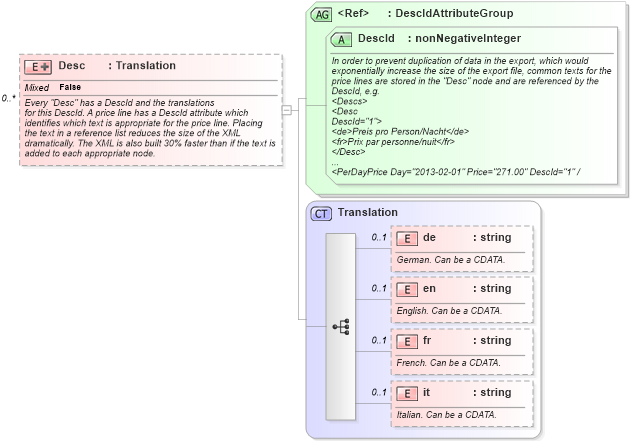 AG <Ref> : DescIdAttributeGroup
A DescId : nonNegativeInteger
In order to prevent duplication of data in the export, which would
exponentially increase the size of the export file, common texts for the
price lines are stored in the "Desc" node and are referenced by the
DescId, e.g.
<Descs>
<Desc
DescId="1">
<de>Preis pro Person/Nacht</de>
<fr>Prix par personne/nuit</fr>
</Desc>
...
<PerDayPrice Day="2013-02-01" Price="271.00" DescId="1" /
E Desc : Translation
Mixed False
0..*
Every "Desc" has a DescId and the translations
for this DescId. A price line has a DescId attribute which
identifies which text is appropriate for the price line. Placing
the text in a reference list reduces the size of the XML
dramatically. The XML is also built 30% faster than if the text is
added to each appropriate node.
CT Translation
0..1 E de : string
German. Can be a CDATA.
0..1 E en : string
English. Can be a CDATA.
0..1 E fr : string
French. Can be a CDATA.
0..1 E it : string
Italian. Can be a CDATA.